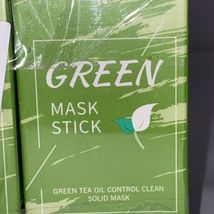 GREEN
MASK
STICK
GREEN TEA OIL CONTROL CLEAN
SOLID MASK